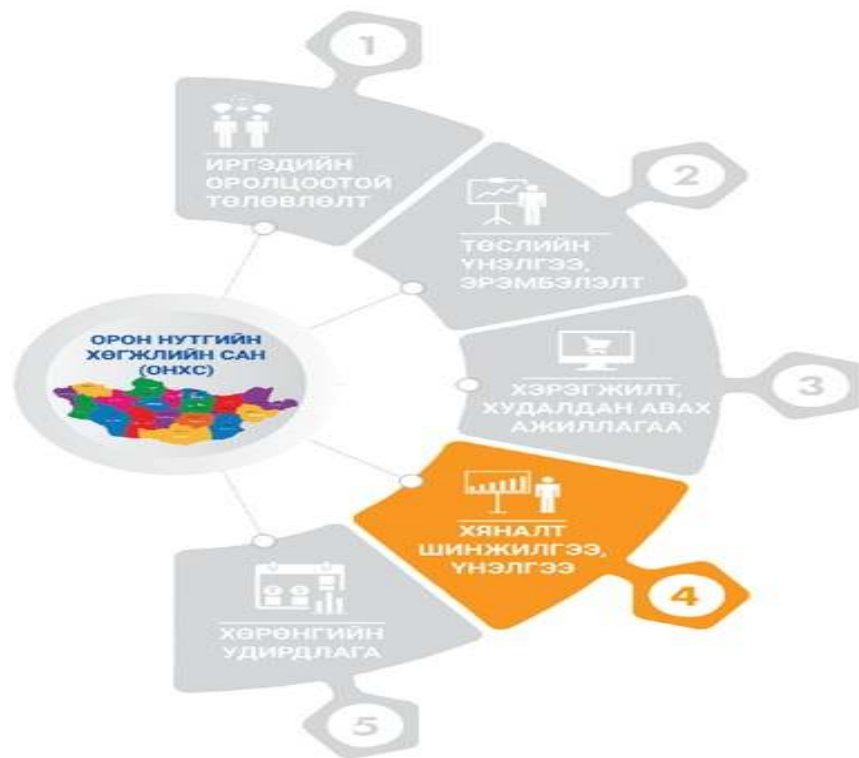 1
ИРГЭДИЙН
ОРОЛЦООТОЙ
ТӨЛӨВЛӨЛТ
2
ТӨСЛИЙН
ҮНЭЛГЭЭ,
ЭРЭМБЭЛЭЛТ
ОРОН НУТГИЙН
ХӨГЖЛИЙН САН
(ОНХС)
3
ХЭРЭГЖИЛТ,
ХУДАЛДАН АВАХ
АЖИЛЛАГАА
4
ХЯНАЛТ
ШИНЖИЛГЭЭ,
ҮНЭЛГЭЭ
ХӨРӨНГИЙН
УДИРДЛАГА
5